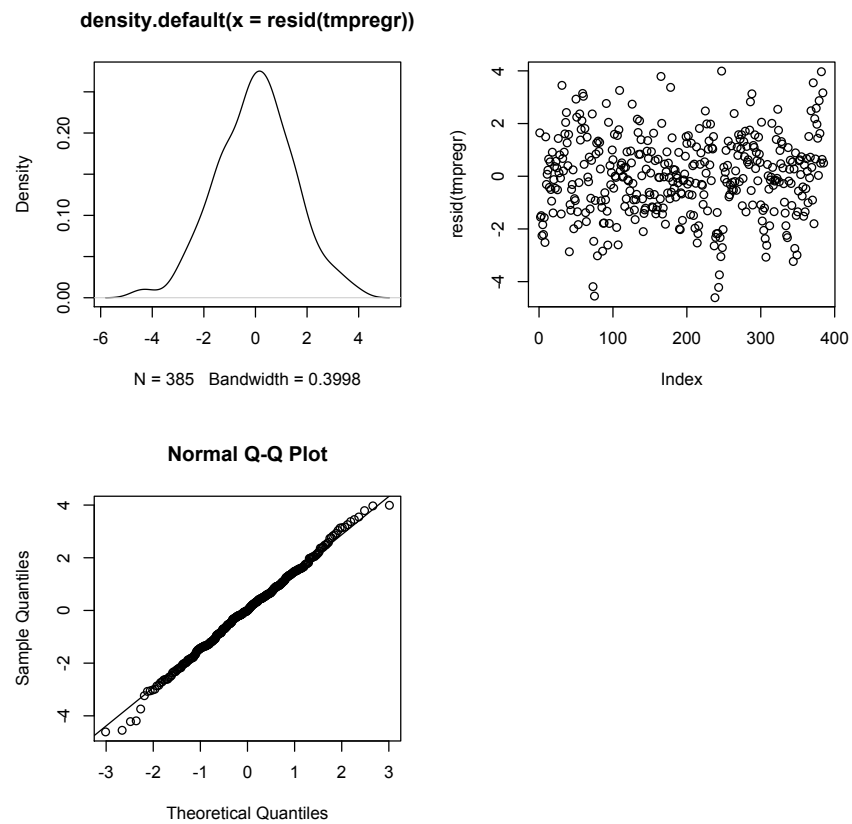 density.default(x = resid(tmpregr))
Density
0.00 0.10 0.20
-6 -4 -2 0 2 4
N = 385 Bandwidth = 0.3998
resid(tmpregr)
-4 -2 0 2 4
0 100 200 300 400
Index
Normal Q-Q Plot
Sample Quantiles
-4 -2 0 2 4
-3 -2 -1 0 1 2 3
Theoretical Quantiles